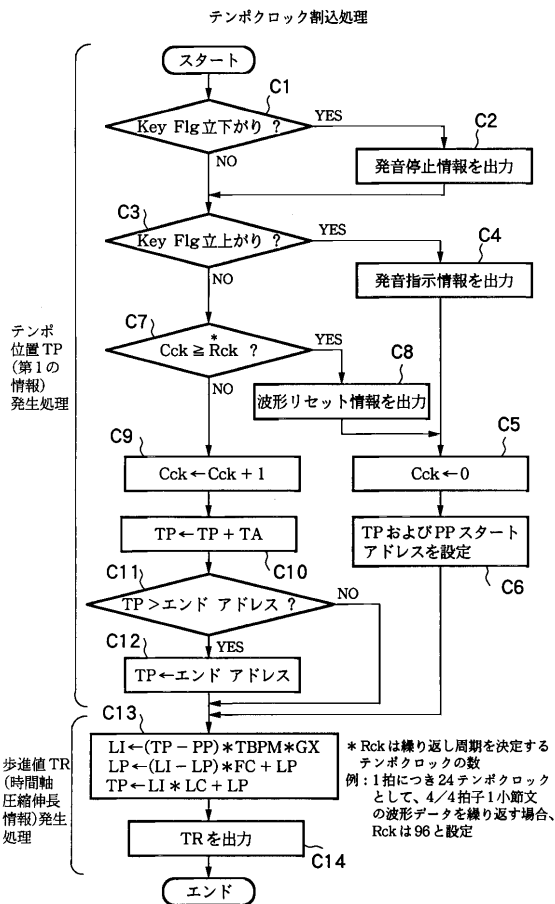 テンポクロック割込処理
スタート
C1
Key Flg立下がり ?
YES
NO
C2
発音停止情報を出力
C3
Key Flg立上がり ?
YES
NO
C4
発音指示情報を出力
テンポ
位置TP
(第1の
情報)
発生処理
C7
*
Cck≧Rck ?
YES
NO
C8
波形リセット情報を出力
C9
Cck←Cck+1
C5
Cck←0
TP←TP+TA
C10
TPおよびPPスタート
アドレスを設定
C6
C11
TP>エンド アドレス ?
NO
YES
C12
TP←エンド アドレス
C13
歩進値TR
(時間軸
圧縮伸長
情報)発生
処理
LI←(TP-PP)*TBPM*GX
LP←(LI-LP)*FC+LP
TP←LI*LC+LP
* Rckは繰り返し周期を決定する
テンポクロックの数
例:1拍につき24テンポクロック
として、4/4拍子1小節文
の波形データを繰り返す場合、
Rckは96と設定
TRを出力
C14
エンド